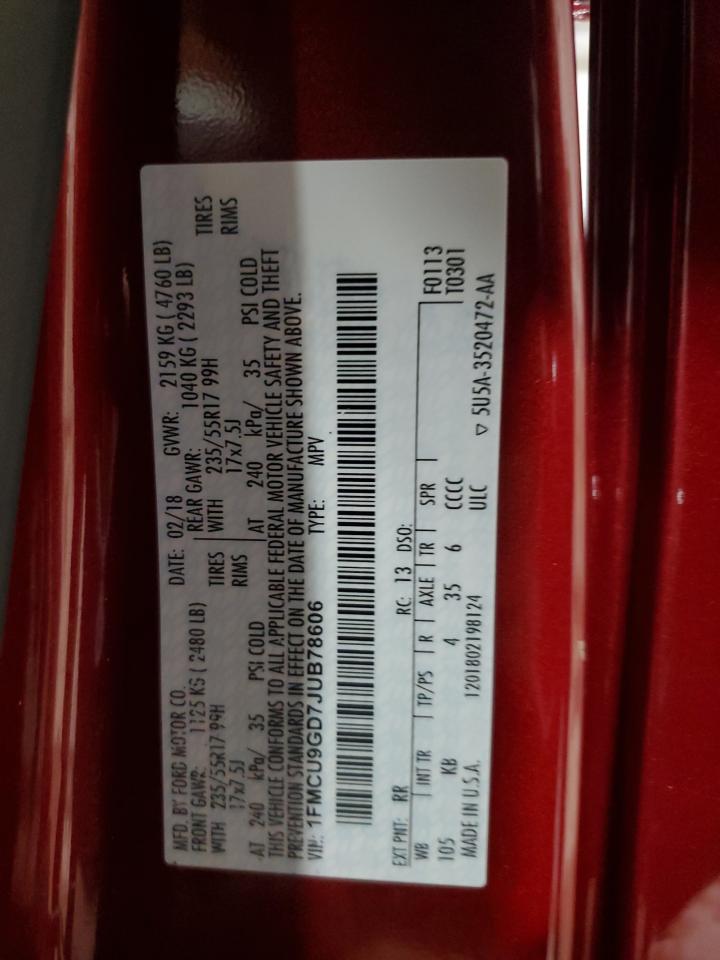 MFD. BY FORD MOTOR CO. DATE: 02/18 GVWR: 2159 KG ( 4760 LB)
FRONT GAWR: 1125 KG ( 2480 LB) REAR GAWR: 1040 KG ( 2293 LB)
WITH 235/55R17 99H TIRES WITH 235/55R17 99H TIRES
17x7.5J RIMS 17x7.5J RIMS
AT 240 kPa/ 35 PSI COLD AT 240 kPa/ 35 PSI COLD
THIS VEHICLE CONFORMS TO ALL APPLICABLE FEDERAL MOTOR VEHICLE SAFETY AND THEFT
PREVENTION STANDARDS IN EFFECT ON THE DATE OF MANUFACTURE SHOWN ABOVE.
VIN: 1FMCU9GD7JUB78606 TYPE: MPV
EXT PNT: RR RC: 13 DSO: F0113
WB INT TR TP/PS R AXLE TR SPR T0301
105 KB 4 35 6 CCCC
MADE IN U.S.A. 1201802198124 ULC ▽ 5U5A-3520472-AA